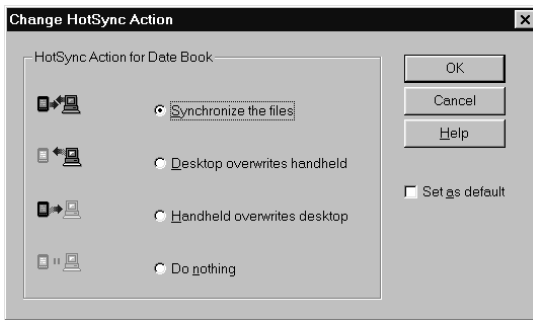 Change HotSync Action
HotSync Action for Date Book
OK
Synchronize the files
Cancel
Help
Desktop overwrites handheld
Set as default
Handheld overwrites desktop
Do nothing